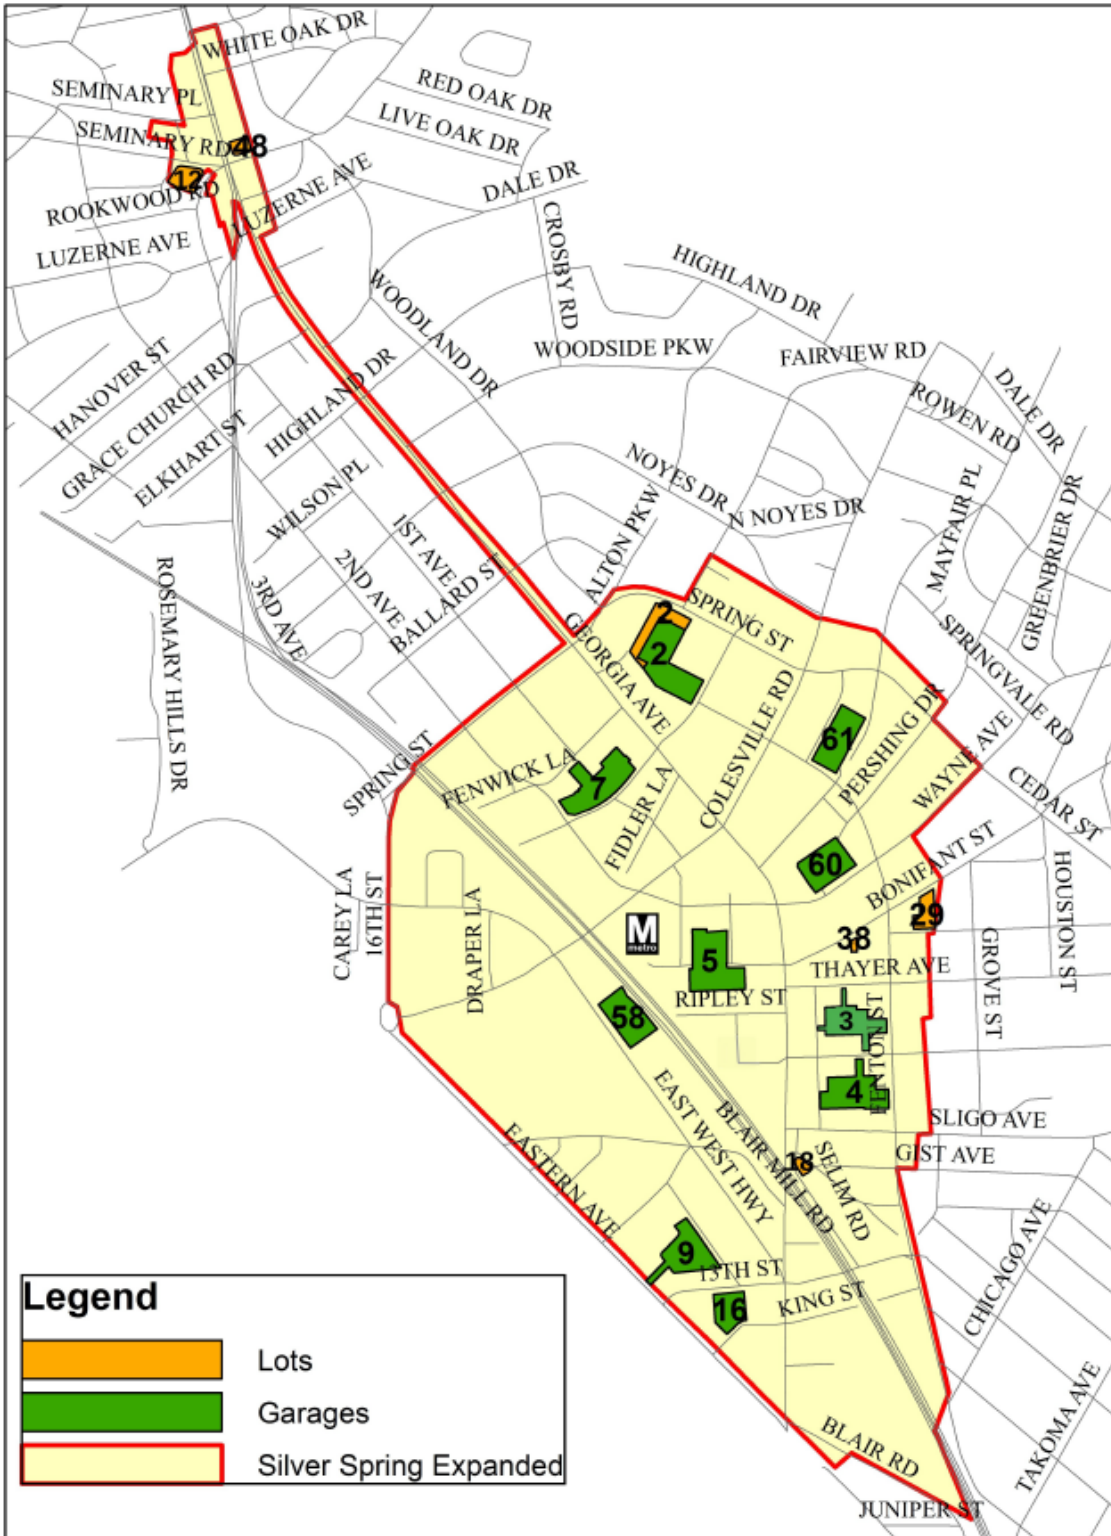 WHITE OAK DR
RED OAK DR
SEMINARY PL
LIVE OAK DR
SEMINARY RD
48
12
DALE DR
ROOKWOOD RD
LUZERNE AVE
LUZERNE AVE
CROSBY RD
HIGHLAND DR
WOODLAND DR
WOODSIDE PKW
FAIRVIEW RD
HANOVER ST
GRACE CHURCH RD
HIGHLAND DR
DALE DR
ROWEN RD
ELKHART ST
WILSON PL
NOYES DR
N NOYES DR
MAYFAIR PL
GREENBRIER DR
ALTON PKW
1ST AVE
2ND AVE
BALLARD ST
3RD AVE
ROSEMARY HILLS DR
GEORGIA AVE
2
2
SPRING ST
SPRINGVALE RD
COLESVILLE RD
61
PERSHING DR
WAYNE AVE
CEDAR ST
SPRING ST
FENWICK LA
7
FIDLER LA
60
BONIFANT ST
HOUSTON ST
CAREY LA
16TH ST
DRAPER LA
M
metro
29
38
5
THAYER AVE
GROVE ST
RIPLEY ST
58
3
FENTON ST
4
EAST WEST HWY
BLAIR MILL RD
SLIGO AVE
GIST AVE
18
SELIM RD
EASTERN AVE
9
13TH ST
16
KING ST
CHICAGO AVE
TAKOMA AVE
BLAIR RD
JUNIPER ST
Legend
Lots
Garages
Silver Spring Expanded